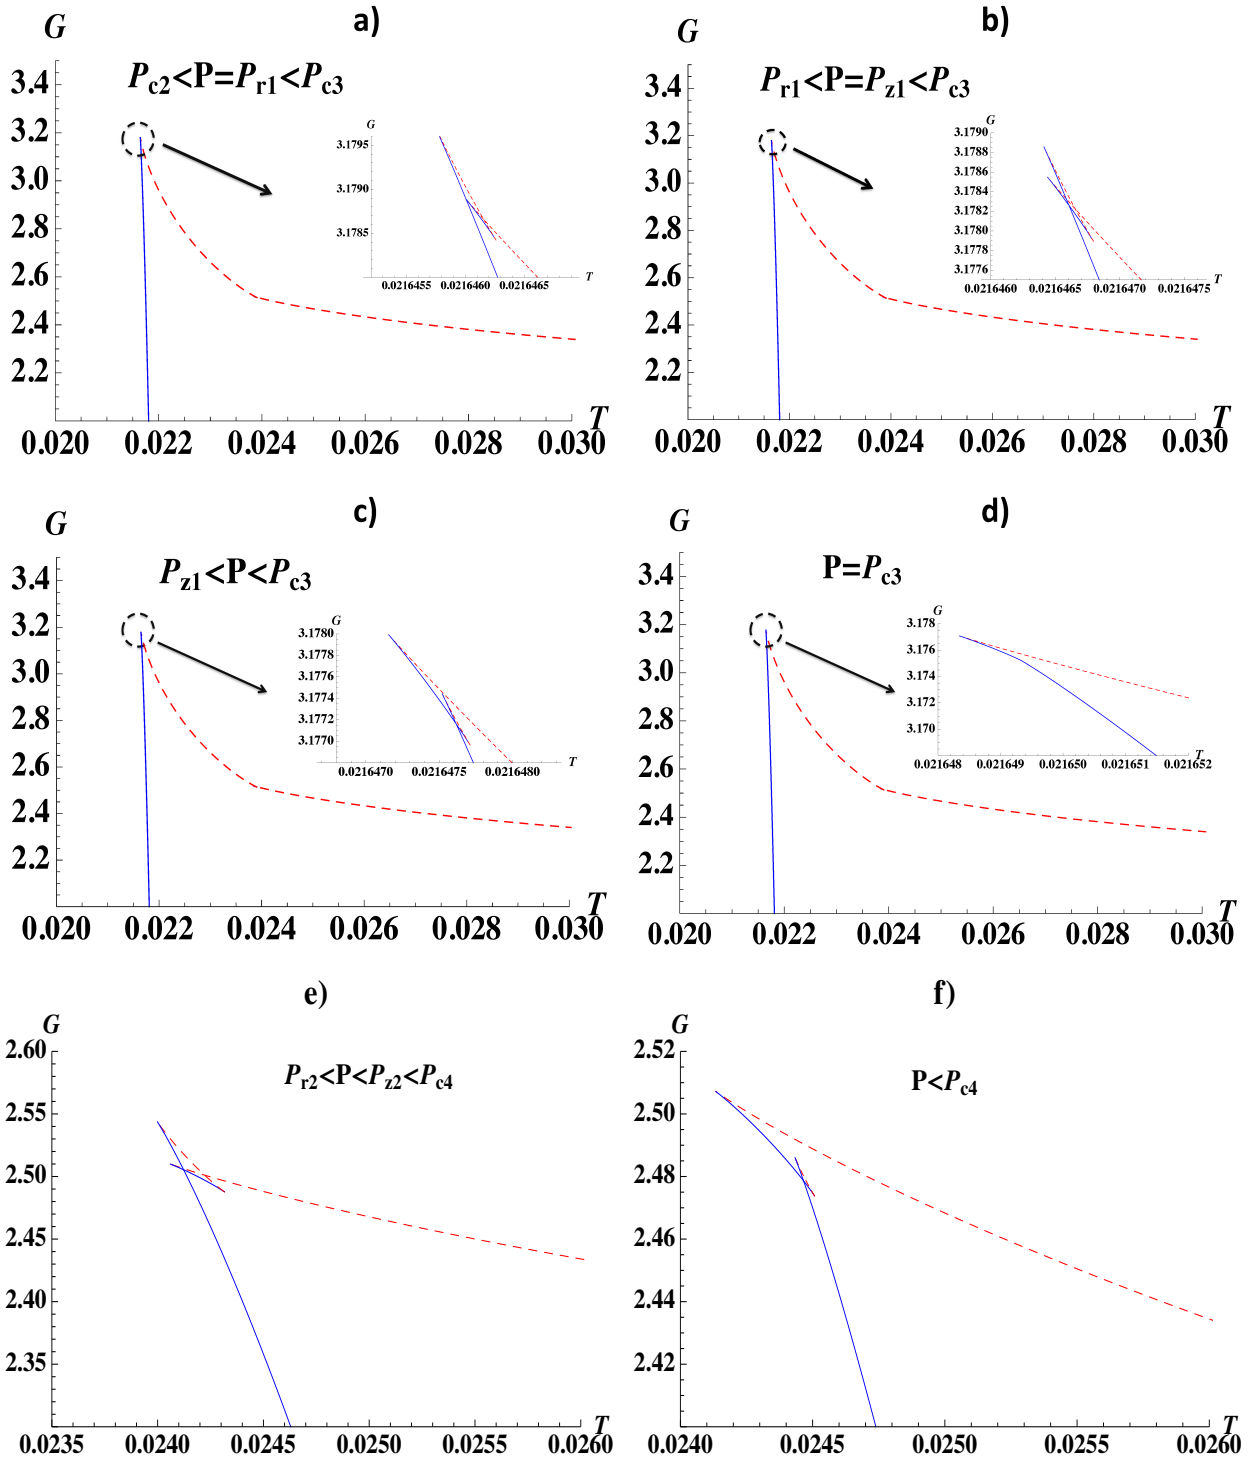 a)
G
P_c2<P=P_r1<P_c3
3.4
3.2
3.0
2.8
2.6
2.4
2.2
0.020 0.022 0.024 0.026 0.028 0.030
T
G
3.1795
3.1790
3.1785
0.0216455 0.0216460 0.0216465
T
b)
G
P_r1<P=P_z1<P_c3
3.4
3.2
3.0
2.8
2.6
2.4
2.2
0.020 0.022 0.024 0.026 0.028 0.030
T
G
3.1790
3.1788
3.1786
3.1784
3.1782
3.1780
3.1778
3.1776
0.0216460 0.0216465 0.0216470 0.0216475
T
c)
G
P_z1<P<P_c3
3.4
3.2
3.0
2.8
2.6
2.4
2.2
0.020 0.022 0.024 0.026 0.028 0.030
T
G
3.1780
3.1778
3.1776
3.1774
3.1772
3.1770
0.0216470 0.0216475 0.0216480
T
d)
G
P=P_c3
3.4
3.2
3.0
2.8
2.6
2.4
2.2
0.020 0.022 0.024 0.026 0.028 0.030
T
G
3.178
3.176
3.174
3.172
3.170
0.021648 0.021649 0.021650 0.021651 0.021652
T
e)
G
P_r2<P<P_z2<P_c4
2.60
2.55
2.50
2.45
2.40
2.35
0.0235 0.0240 0.0245 0.0250 0.0255 0.0260
T
f)
G
P<P_c4
2.52
2.50
2.48
2.46
2.44
2.42
0.0240 0.0245 0.0250 0.0255 0.0260
T